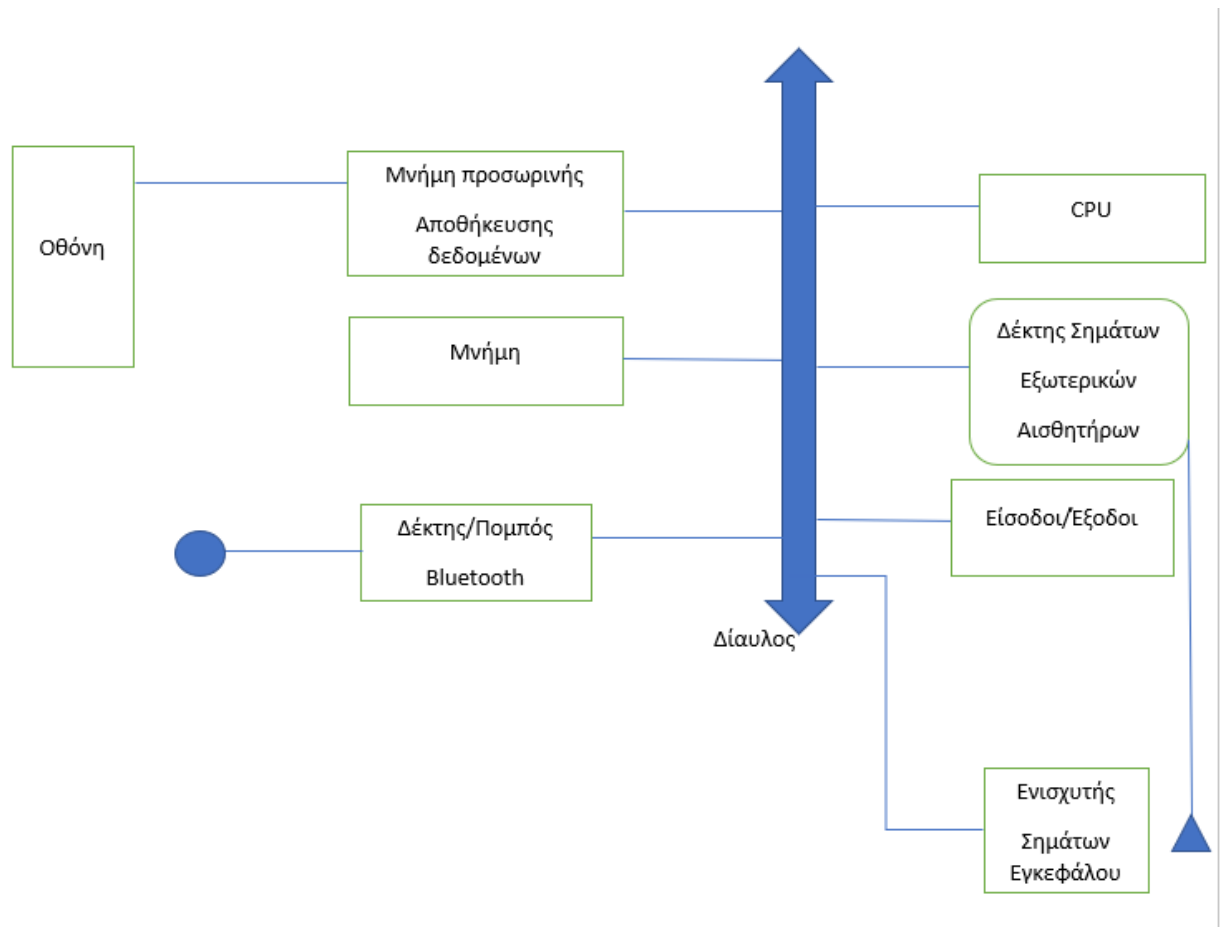 Οθόνη
Μνήμη προσωρινής
Αποθήκευσης
δεδομένων
Μνήμη
Δέκτης/Πομπός
Bluetooth
Δίαυλος
CPU
Δέκτης Σημάτων
Εξωτερικών
Αισθητήρων
Είσοδοι/Έξοδοι
Ενισχυτής
Σημάτων
Εγκεφάλου